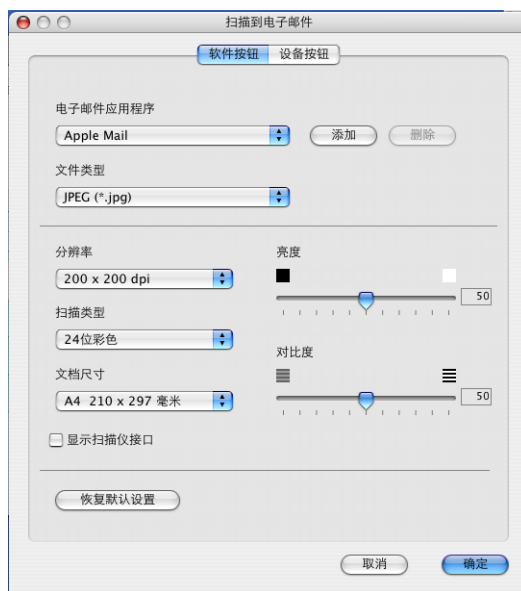 扫描到电子邮件
软件按钮 设备按钮
电子邮件应用程序
Apple Mail 添加 删除
文件类型
JPEG (*.jpg)
分辨率 亮度
200 x 200 dpi
50
扫描类型
24位彩色
对比度
文档尺寸
A4 210 x 297 毫米 50
显示扫描仪接口
恢复默认设置
取消 确定